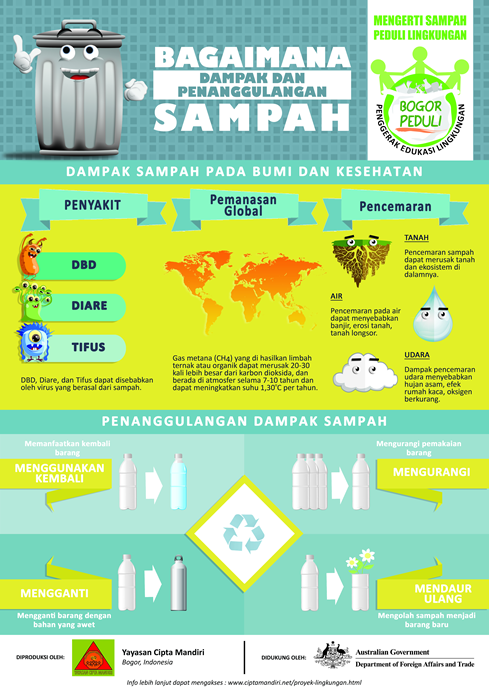 BAGAIMANA
DAMPAK DAN
PENANGGULANGAN
SAMPAH
MENGERTI SAMPAH
PEDULI LINGKUNGAN
BOGOR
PEDULI
PENGGERAK EDUKASI LINGKUNGAN
DAMPAK SAMPAH PADA BUMI DAN KESEHATAN
PENYAKIT
DBD
DIARE
TIFUS
DBD, Diare, dan Tifus dapat disebabkan
oleh virus yang berasal dari sampah.
Pemanasan
Global
Gas metana (CH4) yang di hasilkan limbah
ternak atau organik dapat merusak 20-30
kali lebih besar dari karbon dioksida, dan
berada di atmosfer selama 7-10 tahun dan
dapat meningkatkan suhu 1,30°C per tahun.
Pencemaran
TANAH
Pencemaran sampah
dapat merusak tanah
dan ekosistem di
dalamnya.
AIR
Pencemaran pada air
dapat menyebabkan
banjir, erosi tanah,
tanah longsor.
UDARA
Dampak pencemaran
udara menyebabkan
hujan asam, efek
rumah kaca, oksigen
berkurang.
PENANGGULANGAN DAMPAK SAMPAH
Memanfaatkan kembali
barang
MENGGUNAKAN
KEMBALI
Mengurangi pemakaian
barang
MENGURANGI
MENGGANTI
Mengganti barang dengan
bahan yang awet
MENDAUR
ULANG
Mengolah sampah menjadi
barang baru
DIPRODUKSI OLEH:
Yayasan Cipta Mandiri
Bogor, Indonesia
DIDUKUNG OLEH:
Australian Government
Department of Foreign Affairs and Trade
Info lebih lanjut dapat mengakses : www.ciptamandiri.net/proyek-lingkungan.html